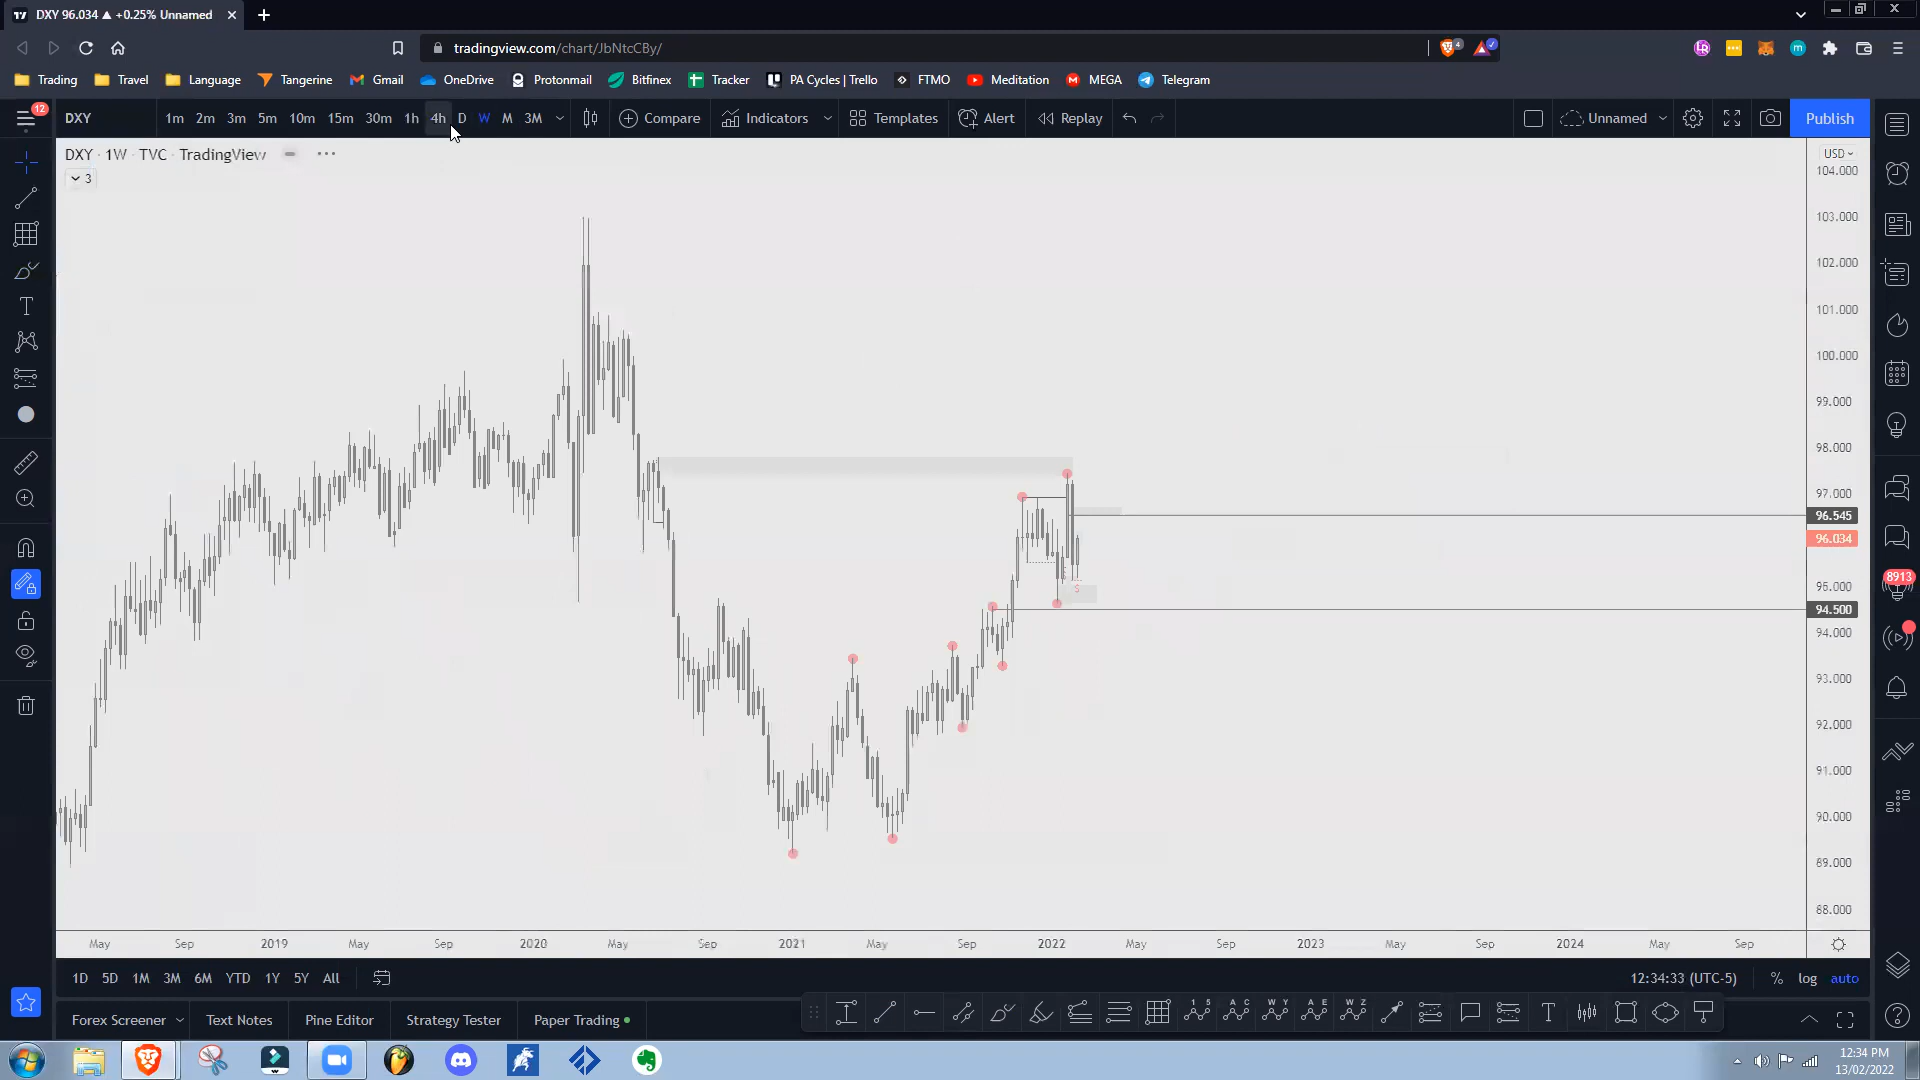 DXY 96.034 ▲ +0.25% Unnamed
tradingview.com/chart/JbNtcCBy/
4
Trading Travel Language Tangerine Gmail OneDrive Protonmail Bitfinex Tracker PA Cycles | Trello FTMO Meditation MEGA Telegram
12
DXY 1m 2m 3m 5m 10m 15m 30m 1h 4h D W M 3M Compare Indicators Templates Alert Replay Unnamed Publish
DXY · 1W · TVC · TradingView
3
USD
104.000
103.000
102.000
101.000
100.000
99.000
98.000
97.000
96.545
96.034
95.000
94.500
94.000
93.000
92.000
91.000
90.000
89.000
88.000
$
8913
May Sep 2019 May Sep 2020 May Sep 2021 May Sep 2022 May Sep 2023 May Sep 2024 May Sep
1D 5D 1M 3M 6M YTD 1Y 5Y All 12:34:33 (UTC-5) % log auto
Forex Screener Text Notes Pine Editor Strategy Tester Paper Trading
12:34 PM
13/02/2022